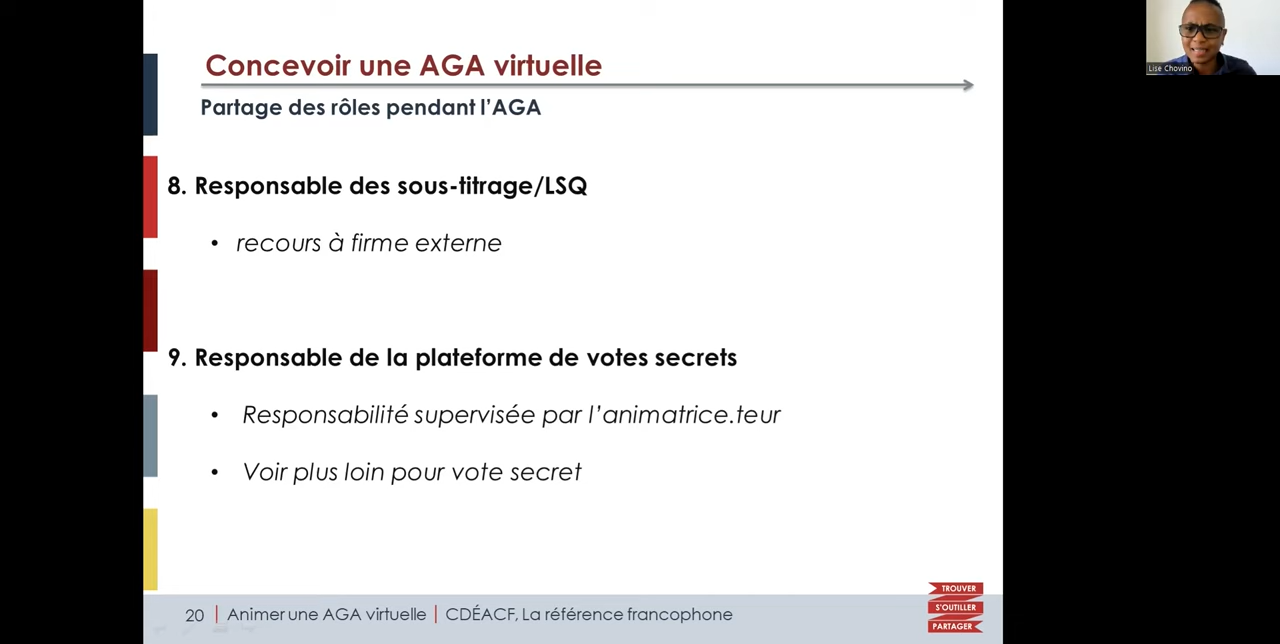 Concevoir une AGA virtuelle
Partage des rôles pendant l'AGA
8. Responsable des sous-titrage/LSQ
• recours à firme externe
9. Responsable de la plateforme de votes secrets
• Responsabilité supervisée par l'animatrice.teur
• Voir plus loin pour vote secret
20 | Animer une AGA virtuelle | CDÉACF, La référence francophone
TROUVER
S'OUTILLER
PARTAGER
Lise Chovino